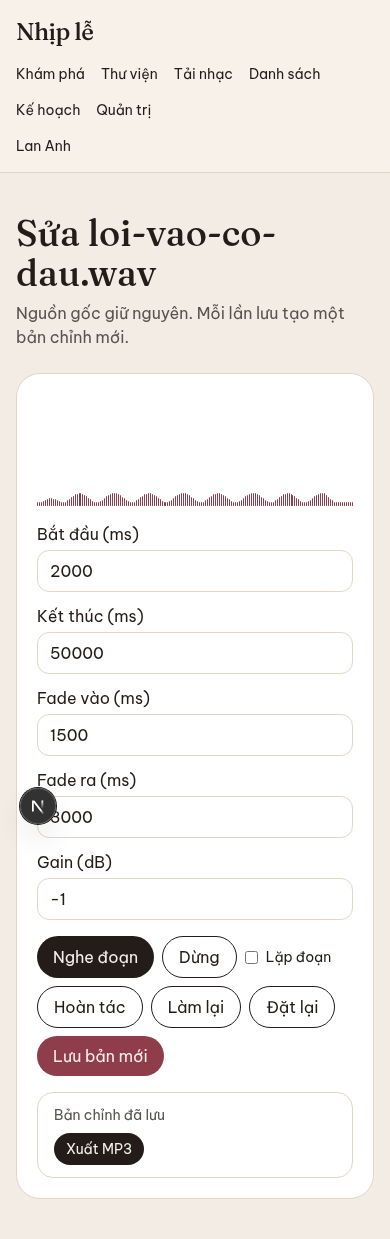 Nhịp lễ
Khám phá Thư viện Tải nhạc Danh sách
Kế hoạch Quản trị
Lan Anh
Sửa loi-vao-co-
dau.wav
Nguồn gốc giữ nguyên. Mỗi lần lưu tạo một
bản chỉnh mới.
Bắt đầu (ms)
2000
Kết thúc (ms)
50000
Fade vào (ms)
1500
Fade ra (ms)
N
3000
Gain (dB)
-1
Nghe đoạn Dừng Lặp đoạn
Hoàn tác Làm lại Đặt lại
Lưu bản mới
Bản chỉnh đã lưu
Xuất MP3